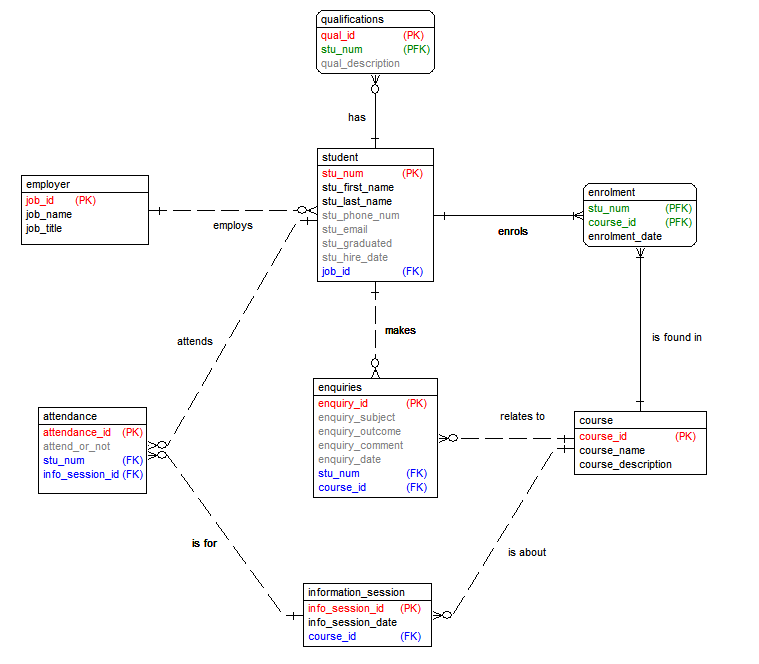 qualifications
qual_id (PK)
stu_num (PFK)
qual_description
has
student
stu_num (PK)
stu_first_name
stu_last_name
stu_phone_num
stu_email
stu_graduated
stu_hire_date
job_id (FK)
employer
job_id (PK)
job_name
job_title
employs
enrolment
stu_num (PFK)
course_id (PFK)
enrolment_date
enrols
attends
makes
is found in
enquiries
enquiry_id (PK)
enquiry_subject
enquiry_outcome
enquiry_comment
enquiry_date
stu_num (FK)
course_id (FK)
relates to
attendance
attendance_id (PK)
attend_or_not
stu_num (FK)
info_session_id (FK)
course
course_id (PK)
course_name
course_description
is for
is about
information_session
info_session_id (PK)
info_session_date
course_id (FK)